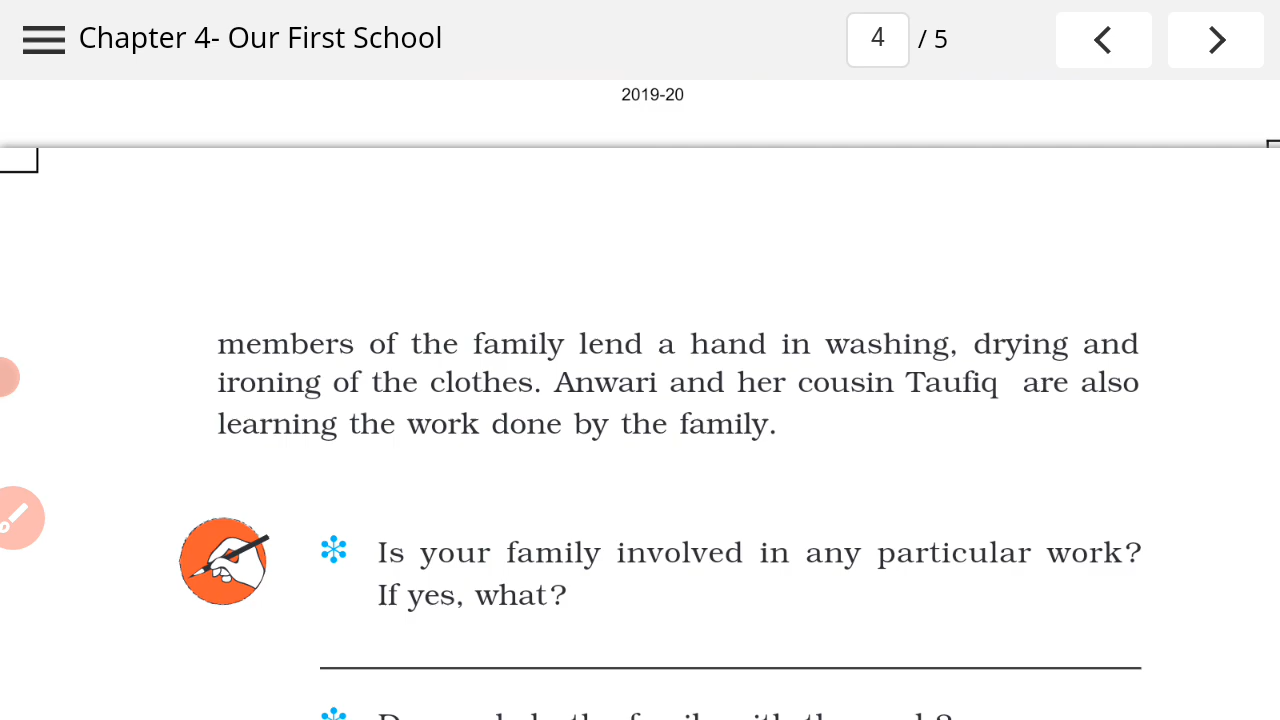 Chapter 4- Our First School
4 / 5
2019-20
members of the family lend a hand in washing, drying and
ironing of the clothes. Anwari and her cousin Taufiq are also
learning the work done by the family.
Is your family involved in any particular work?
If yes, what?